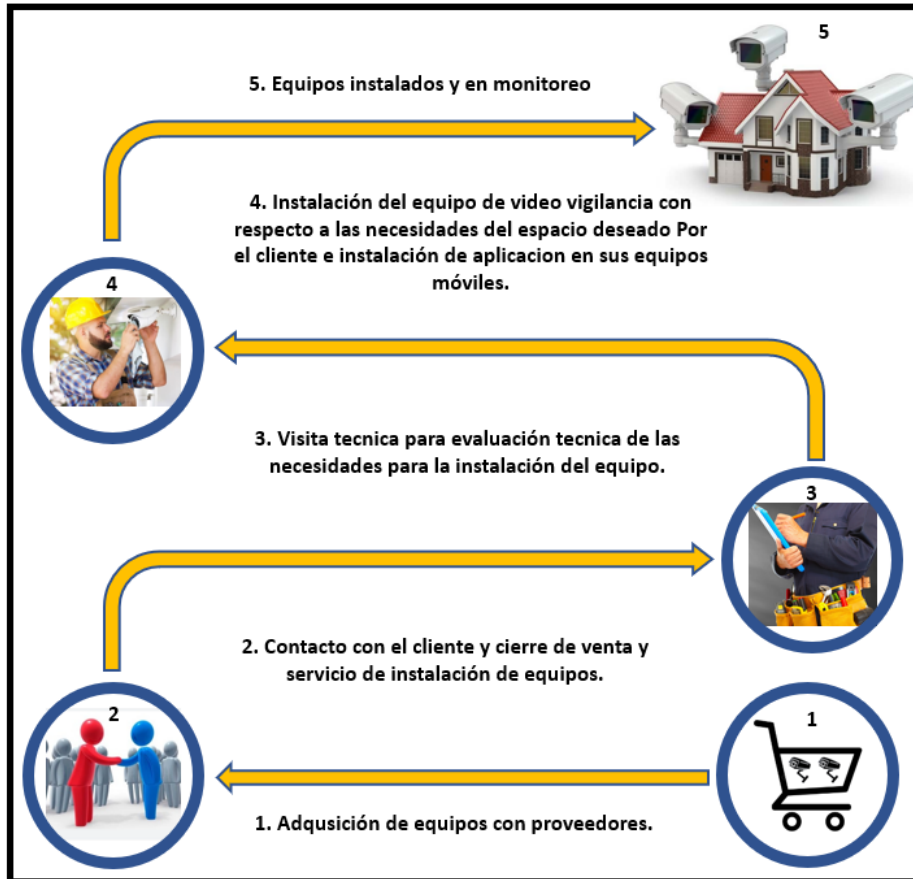 5
5. Equipos instalados y en monitoreo
4. Instalación del equipo de video vigilancia con
respecto a las necesidades del espacio deseado Por
el cliente e instalación de aplicacion en sus equipos
móviles.
4
3. Visita tecnica para evaluación tecnica de las
necesidades para la instalación del equipo.
3
2. Contacto con el cliente y cierre de venta y
servicio de instalación de equipos.
2
1
1. Adqusición de equipos con proveedores.